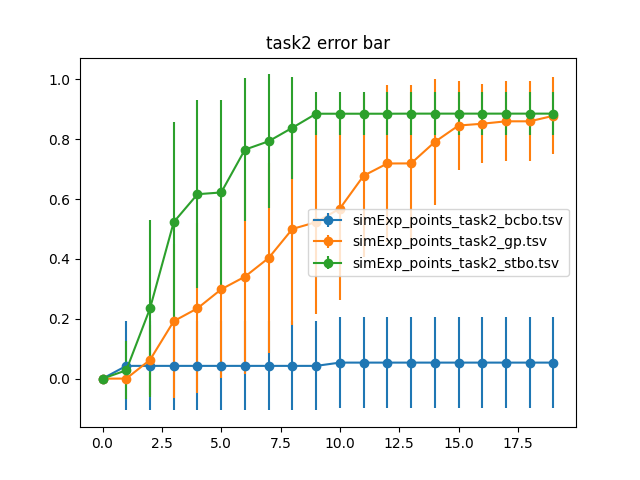 task2 error bar
1.0
0.8
0.6
0.4
0.2
0.0
simExp_points_task2_bcbo.tsv
simExp_points_task2_gp.tsv
simExp_points_task2_stbo.tsv
0.0 2.5 5.0 7.5 10.0 12.5 15.0 17.5